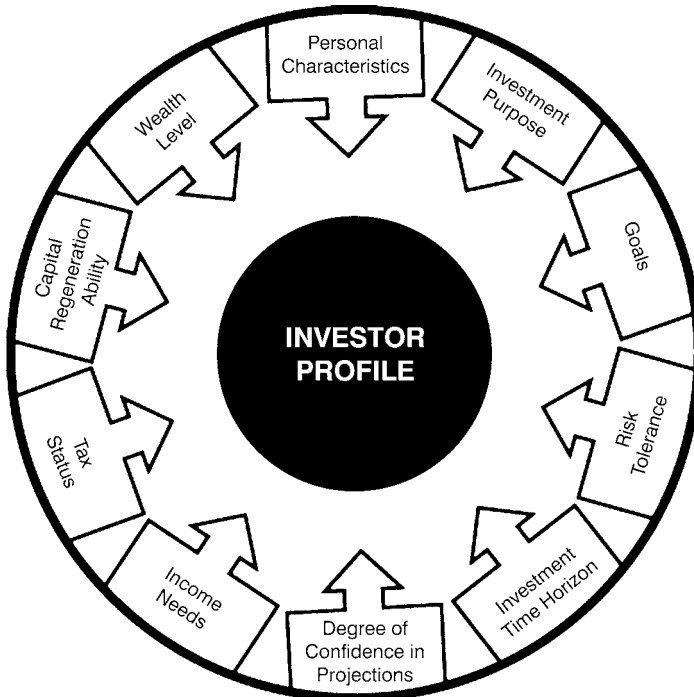 Personal
Characteristics
Investment
Purpose
Goals
Risk
Tolerance
Investment
Time Horizon
Degree of
Confidence in
Projections
Income
Needs
Tax
Status
Capital
Regeneration
Ability
Wealth
Level
INVESTOR
PROFILE